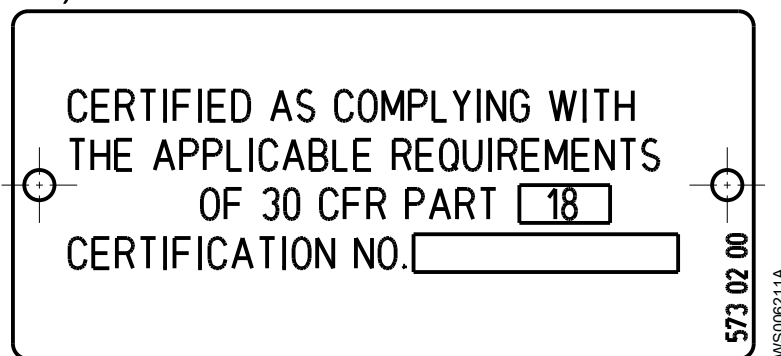 CERTIFIED AS COMPLYING WITH
THE APPLICABLE REQUIREMENTS
OF 30 CFR PART 18
CERTIFICATION NO.
573 02 00
WS006211A